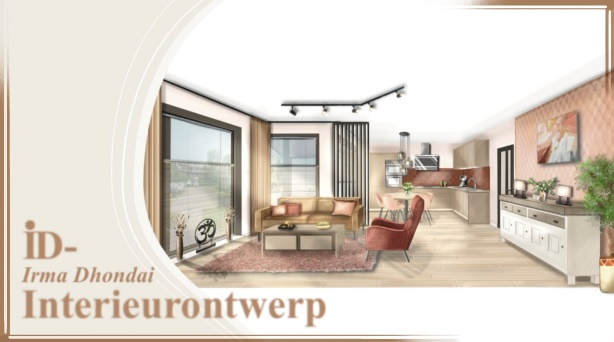 iD-
Irma Dhondai
Interieurontwerp